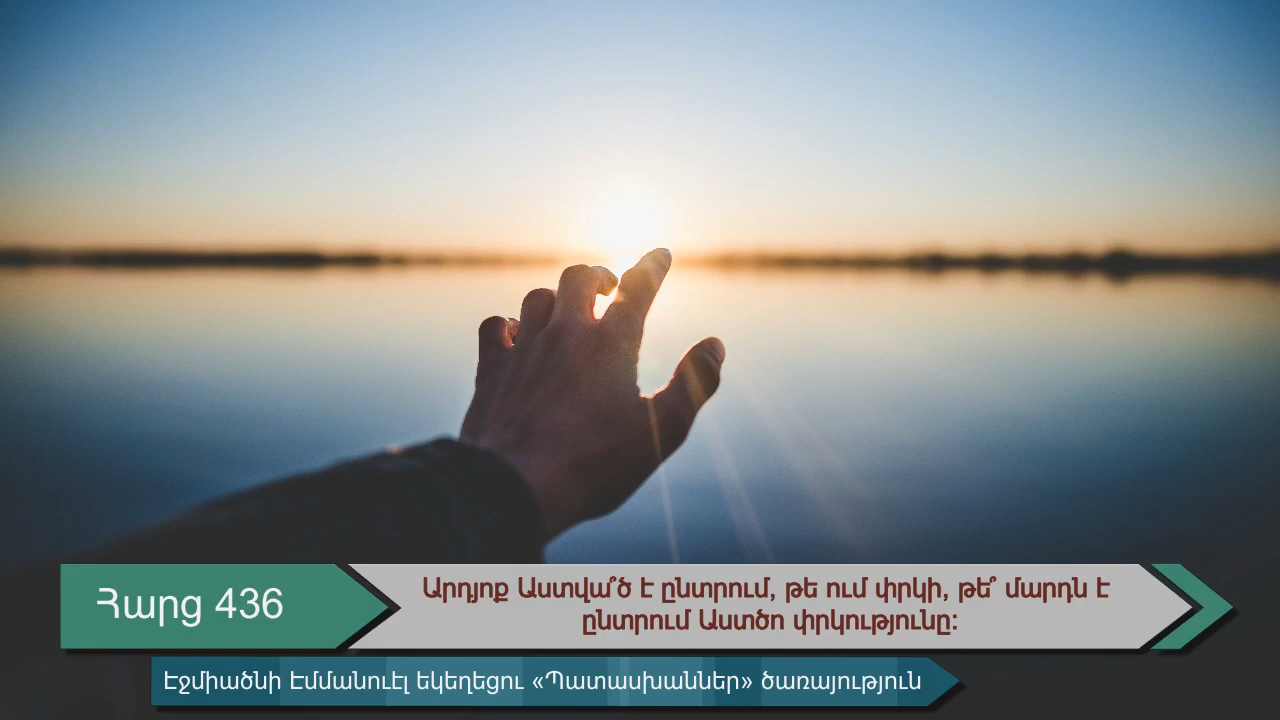 Հարց 436
Արդյոք Աստվա՞ծ է ընտրում, թե ում փրկի, թե՞ մարդն է
ընտրում Աստծո փրկությունը:
Էջմիածնի Էմմանուէլ եկեղեցու «Պատասխաններ» ծառայություն